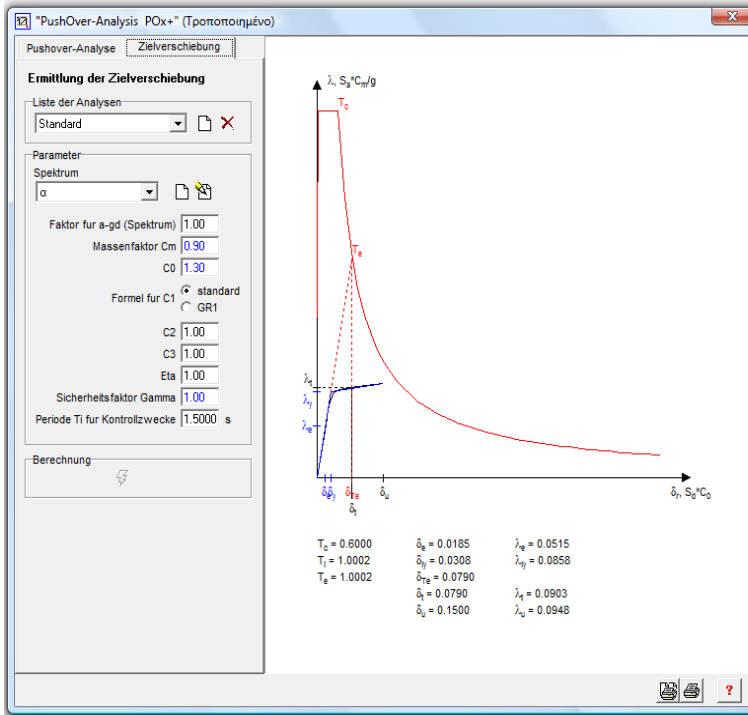 "PushOver-Analysis POx+" (Τροποποιημένο)
Pushover-Analyse Zielverschiebung
Ermittlung der Zielverschiebung
Liste der Analysen
Standard
Parameter
Spektrum
α
Faktor fur a-gd (Spektrum) 1.00
Massenfaktor Cm 0.90
C0 1.30
Formel fur C1 standard
GR1
C2 1.00
C3 1.00
Eta 1.00
Sicherheitsfaktor Gamma 1.00
Periode Ti fur Kontrollzwecke 1.5000 s
Berechnung
λ, Sa*Cm/g
Tc
Te
λt
λy
λe
δe δy δTe δu δr, Sd*C0
δt
Tc = 0.6000 δe = 0.0185 λe = 0.0515
Ti = 1.0002 δy = 0.0308 λy = 0.0858
Te = 1.0002 δTe = 0.0790
δt = 0.0790 λt = 0.0903
δu = 0.1500 λu = 0.0948
?